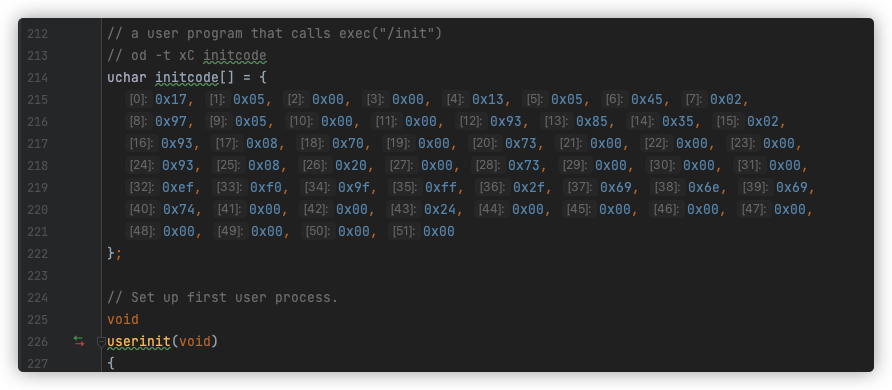 212 // a user program that calls exec("/init")
213 // od -t xC initcode
214 uchar initcode[] = {
215 [0]: 0x17, [1]: 0x05, [2]: 0x00, [3]: 0x00, [4]: 0x13, [5]: 0x05, [6]: 0x45, [7]: 0x02,
216 [8]: 0x97, [9]: 0x05, [10]: 0x00, [11]: 0x00, [12]: 0x93, [13]: 0x85, [14]: 0x35, [15]: 0x02,
217 [16]: 0x93, [17]: 0x08, [18]: 0x70, [19]: 0x00, [20]: 0x73, [21]: 0x00, [22]: 0x00, [23]: 0x00,
218 [24]: 0x93, [25]: 0x08, [26]: 0x20, [27]: 0x00, [28]: 0x73, [29]: 0x00, [30]: 0x00, [31]: 0x00,
219 [32]: 0xef, [33]: 0xf0, [34]: 0x9f, [35]: 0xff, [36]: 0x2f, [37]: 0x69, [38]: 0x6e, [39]: 0x69,
220 [40]: 0x74, [41]: 0x00, [42]: 0x00, [43]: 0x24, [44]: 0x00, [45]: 0x00, [46]: 0x00, [47]: 0x00,
221 [48]: 0x00, [49]: 0x00, [50]: 0x00, [51]: 0x00
222 };
223
224 // Set up first user process.
225 void
226 userinit(void)
227 {